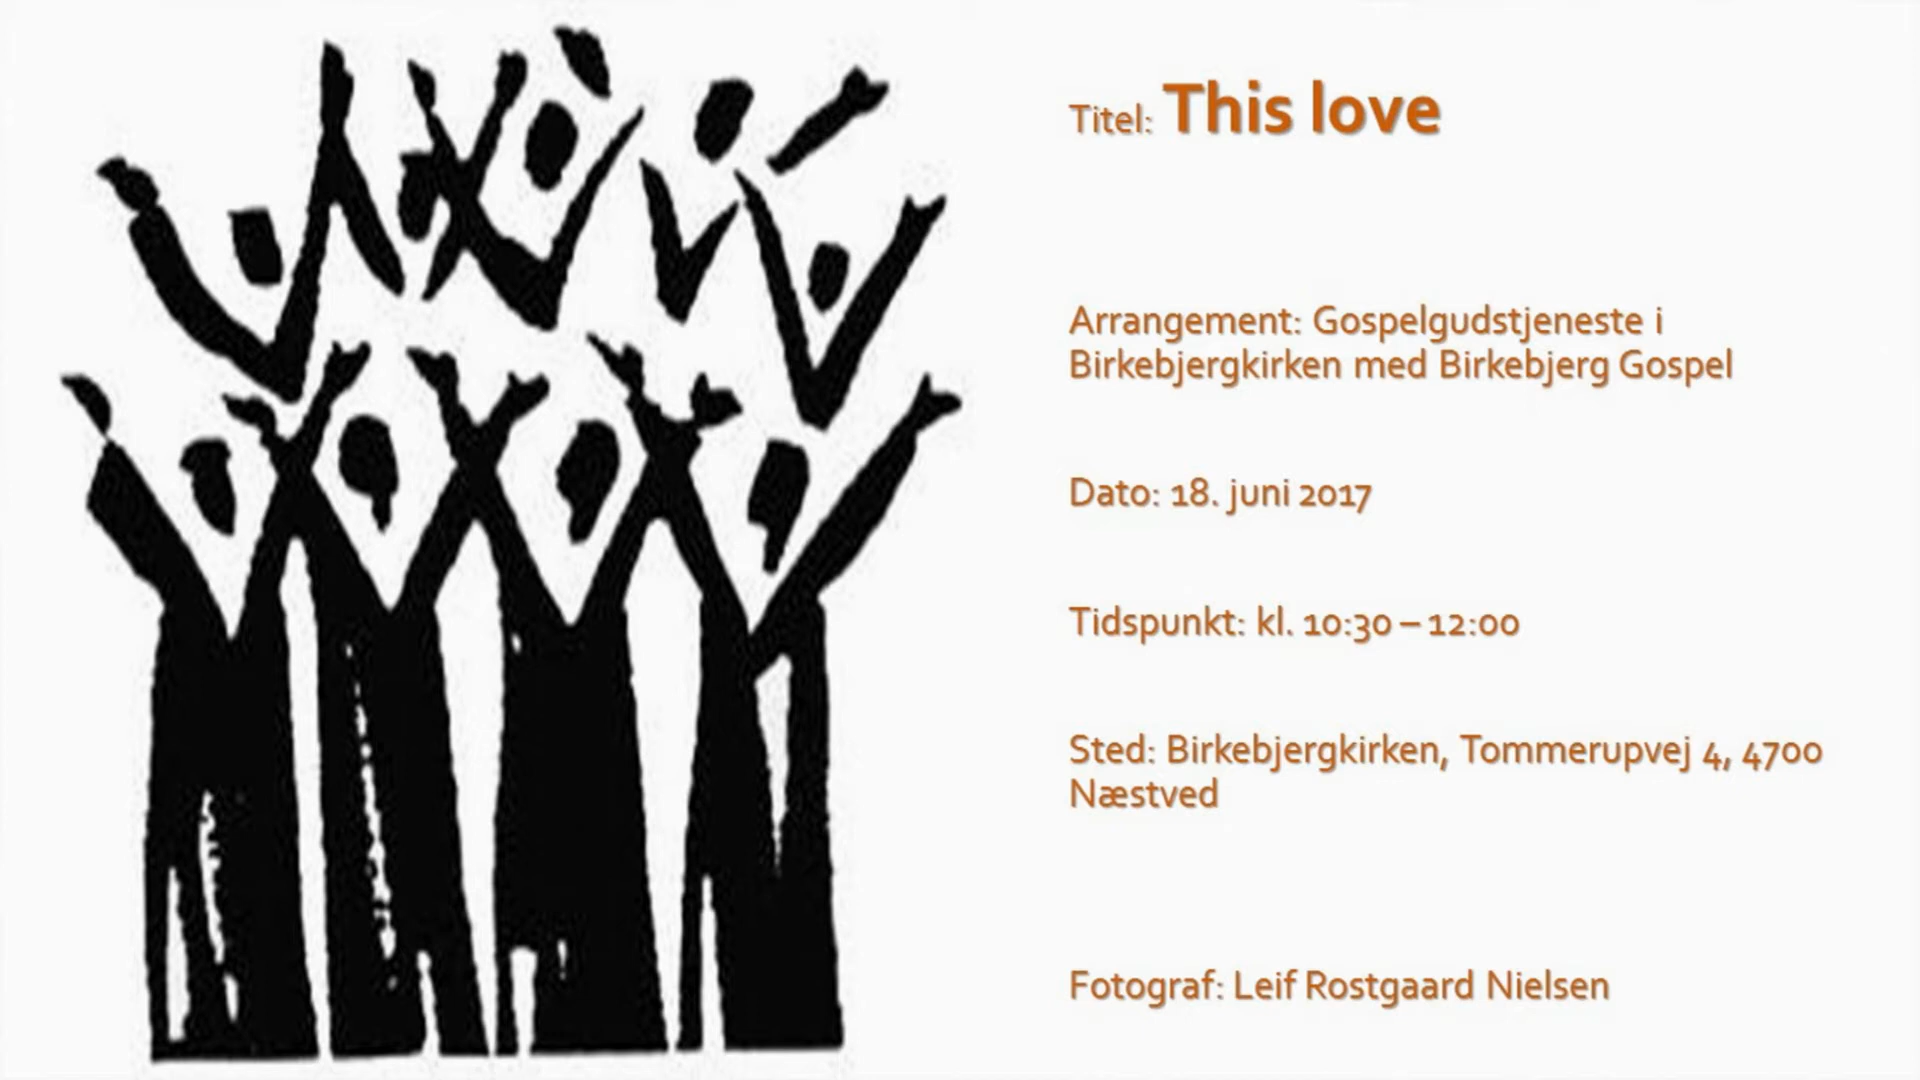 Titel: This love
Arrangement: Gospelgudstjeneste i
Birkebjergkirken med Birkebjerg Gospel
Dato: 18. juni 2017
Tidspunkt: kl. 10:30 – 12:00
Sted: Birkebjergkirken, Tommerupvej 4, 4700
Næstved
Fotograf: Leif Rostgaard Nielsen